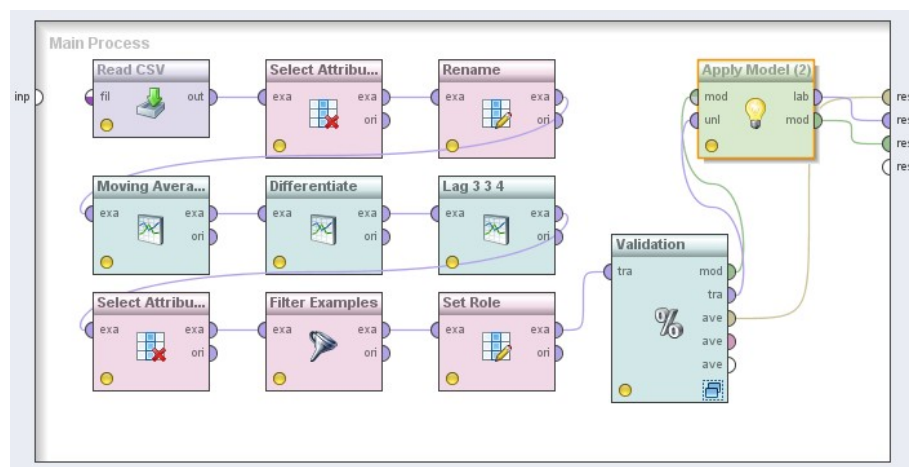 Main Process
Read CSV
Select Attribu...
Rename
Apply Model (2)
inp
fil
out
exa
exa
ori
exa
exa
ori
mod
unl
lab
mod
res
res
res
res
Moving Avera...
Differentiate
Lag 3 3 4
exa
exa
ori
exa
exa
ori
exa
exa
ori
Validation
tra
mod
tra
ave
ave
ave
Select Attribu...
Filter Examples
Set Role
exa
exa
ori
exa
exa
ori
exa
exa
ori
%